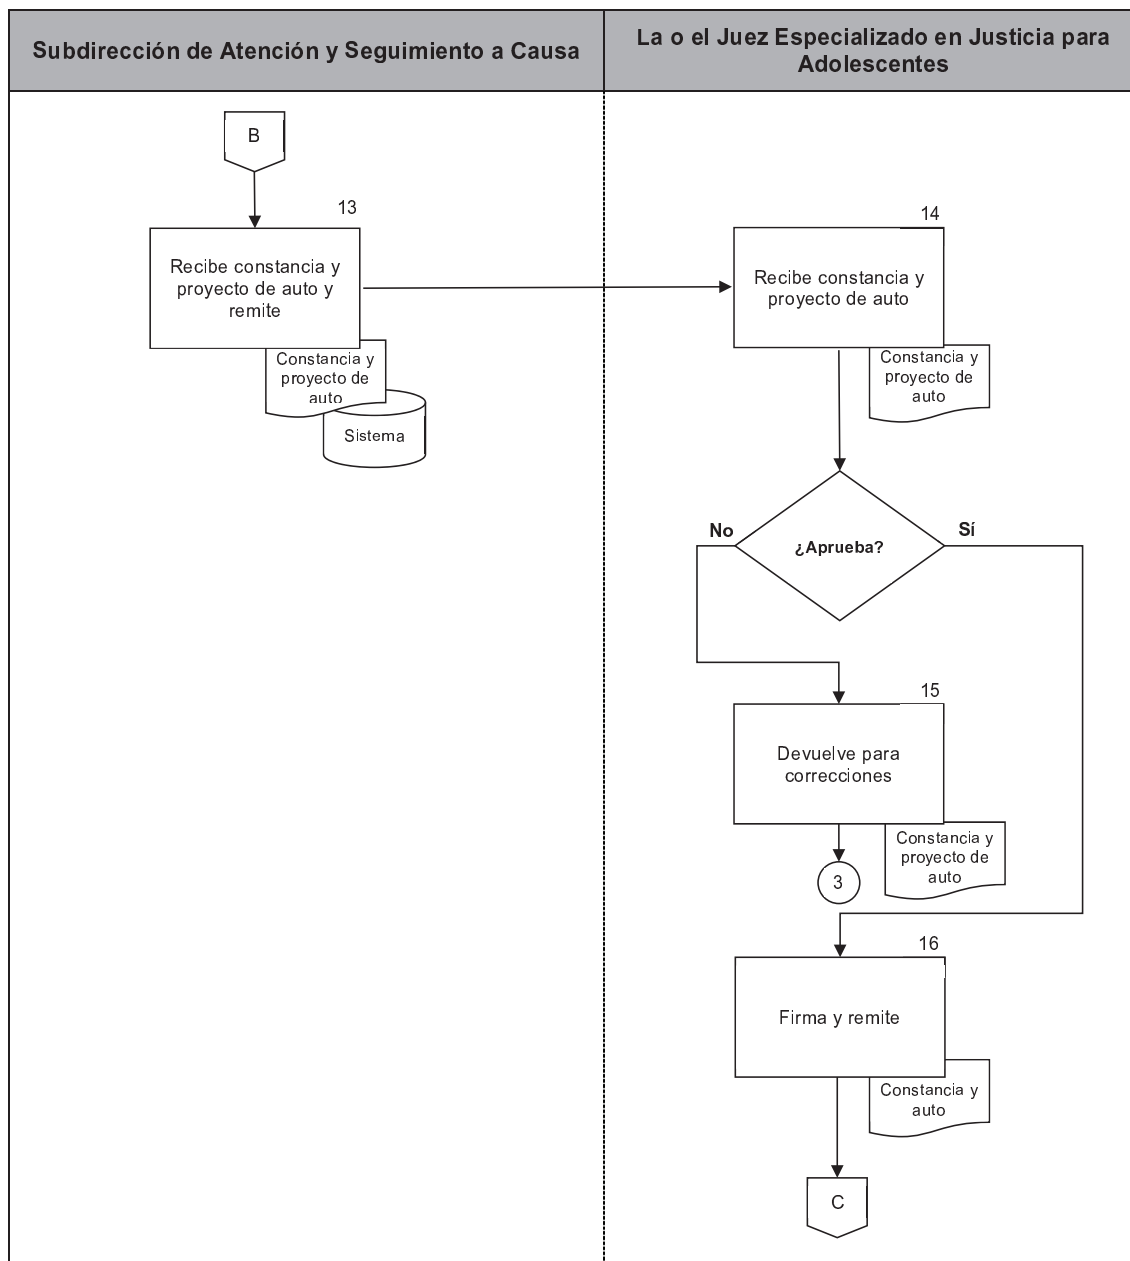 Subdirección de Atención y Seguimiento a Causa
La o el Juez Especializado en Justicia para
Adolescentes
B
13
Recibe constancia y
proyecto de auto y
remite
Constancia y
proyecto de
auto
Sistema
14
Recibe constancia y
proyecto de auto
Constancia y
proyecto de
auto
No
¿Aprueba?
Sí
15
Devuelve para
correcciones
Constancia y
proyecto de
auto
3
16
Firma y remite
Constancia y
auto
C